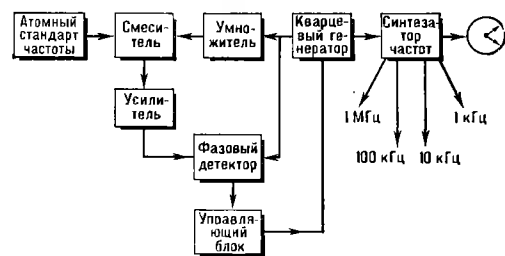 Атомный
стандарт
частоты
Смеси-
тель
Умно-
житель
Кварце-
вый ге-
нератор
Синтеза-
тор
частот
Усили-
тель
1 МГц
1 кГц
100 кГц
10 кГц
Фазовый
детектор
Управля-
ющий
блок